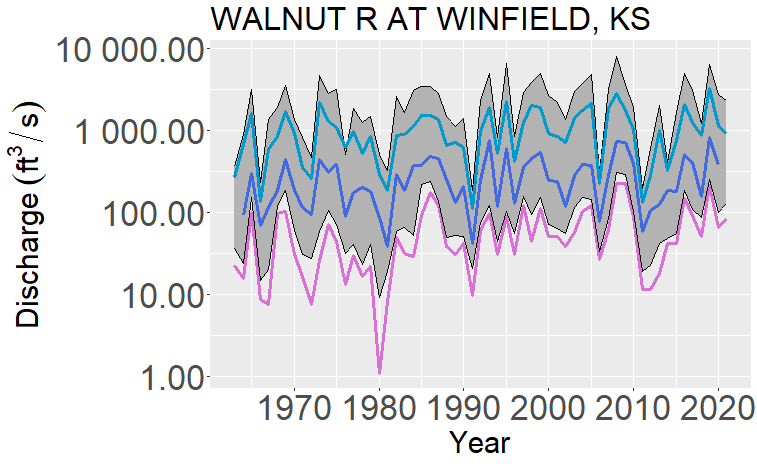 WALNUT R AT WINFIELD, KS
Discharge (ft³/s)
10 000.00
1 000.00
100.00
10.00
1.00
1970 1980 1990 2000 2010 2020
Year